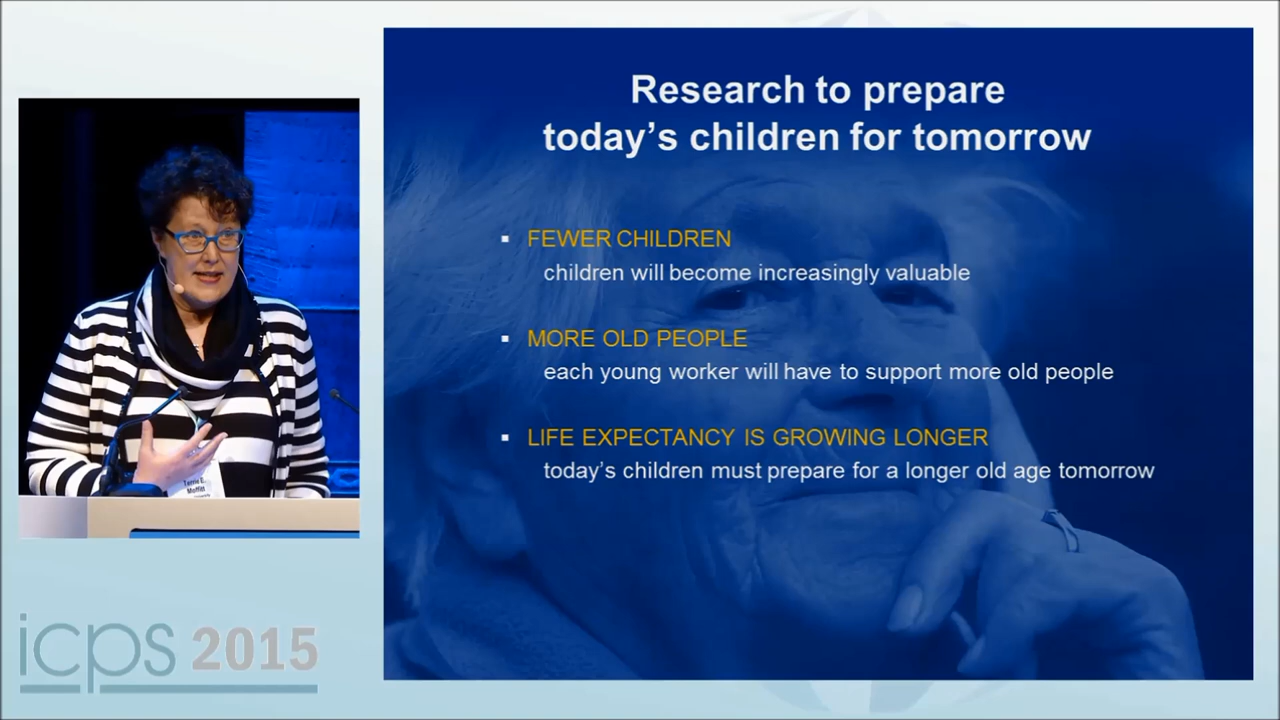 Research to prepare
today's children for tomorrow
▪ FEWER CHILDREN
children will become increasingly valuable
▪ MORE OLD PEOPLE
each young worker will have to support more old people
▪ LIFE EXPECTANCY IS GROWING LONGER
today's children must prepare for a longer old age tomorrow
Terrie E.
Moffitt
icps 2015